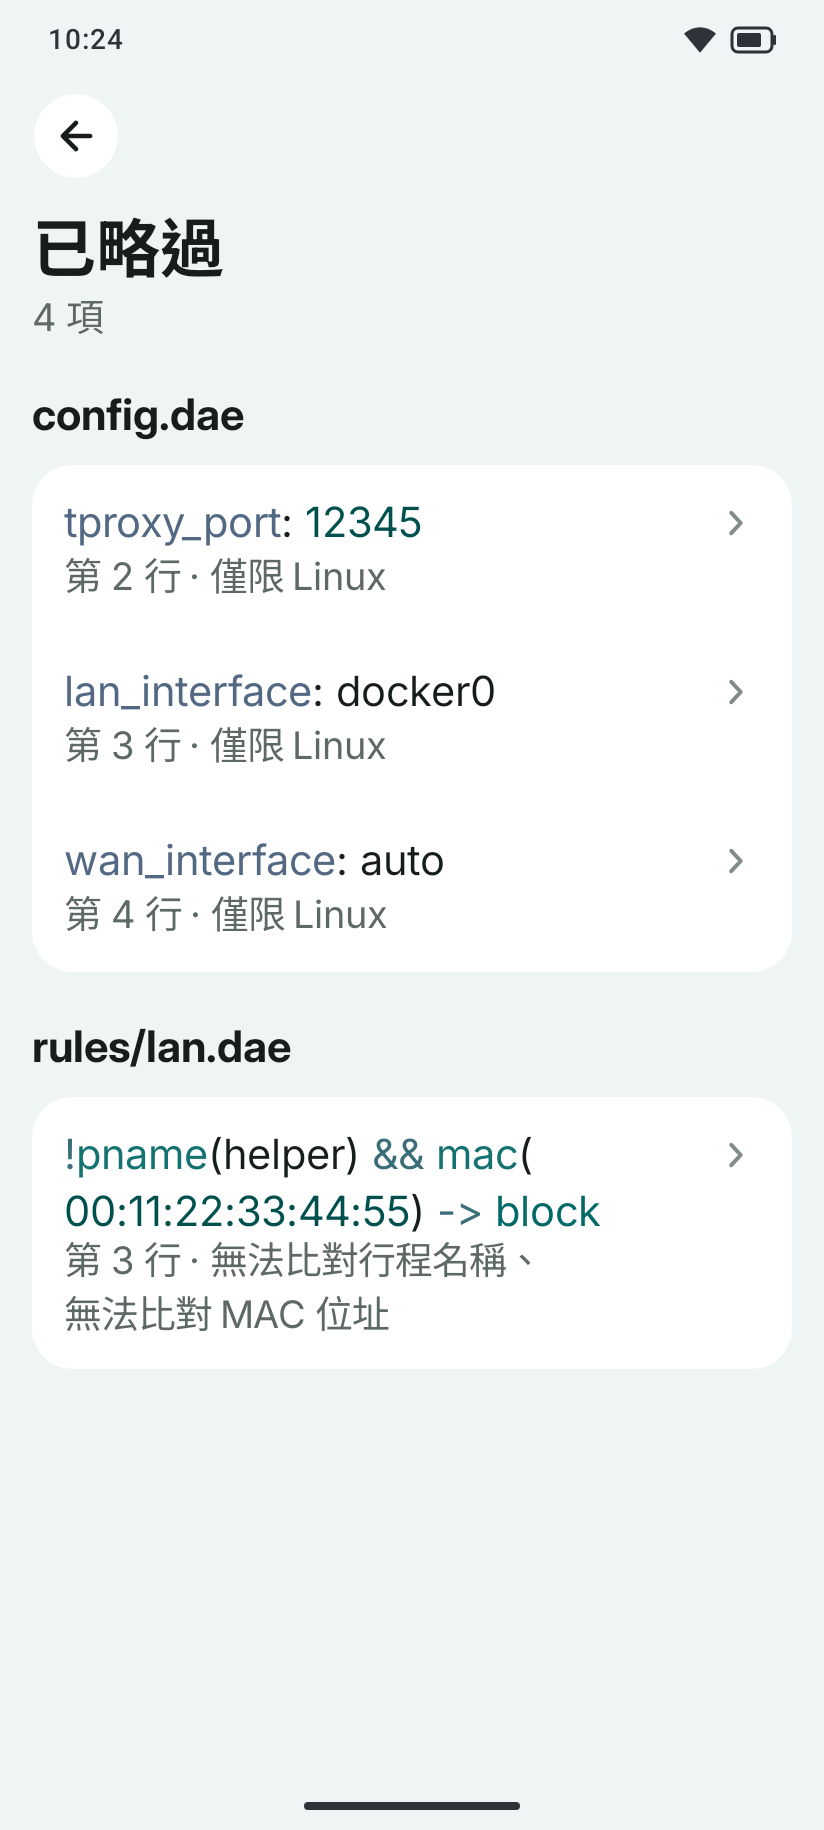 10:24
已略過
4 項
config.dae
tproxy_port: 12345
第 2 行 · 僅限 Linux
lan_interface: docker0
第 3 行 · 僅限 Linux
wan_interface: auto
第 4 行 · 僅限 Linux
rules/lan.dae
!pname(helper) && mac(
00:11:22:33:44:55) -> block
第 3 行 · 無法比對行程名稱、
無法比對 MAC 位址